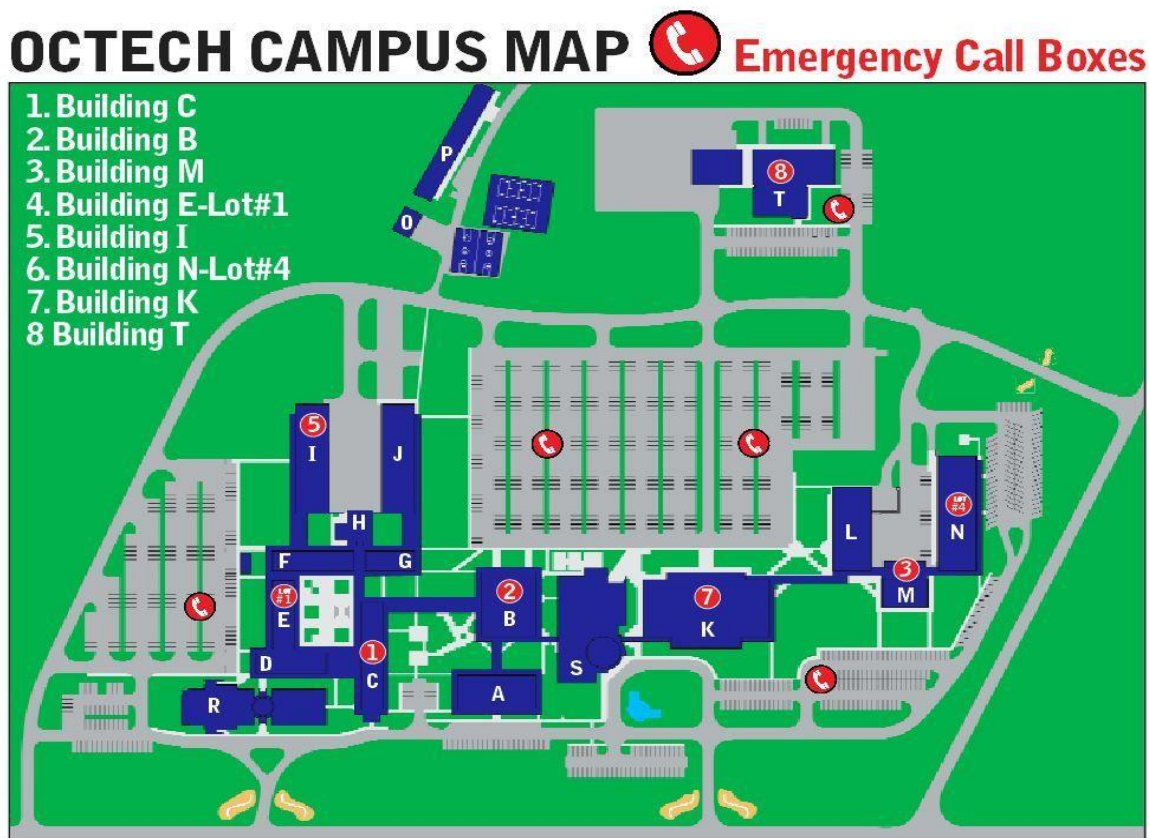 OCTECH CAMPUS MAP Emergency Call Boxes
1. Building C
2. Building B
3. Building M
4. Building E-Lot#1
5. Building I
6. Building N-Lot#4
7. Building K
8 Building T
P
O
8
T
5
I
J
H
F
G
LOT
#1
E
D
1
C
R
2
B
A
S
7
K
L
3
M
LOT
#4
N